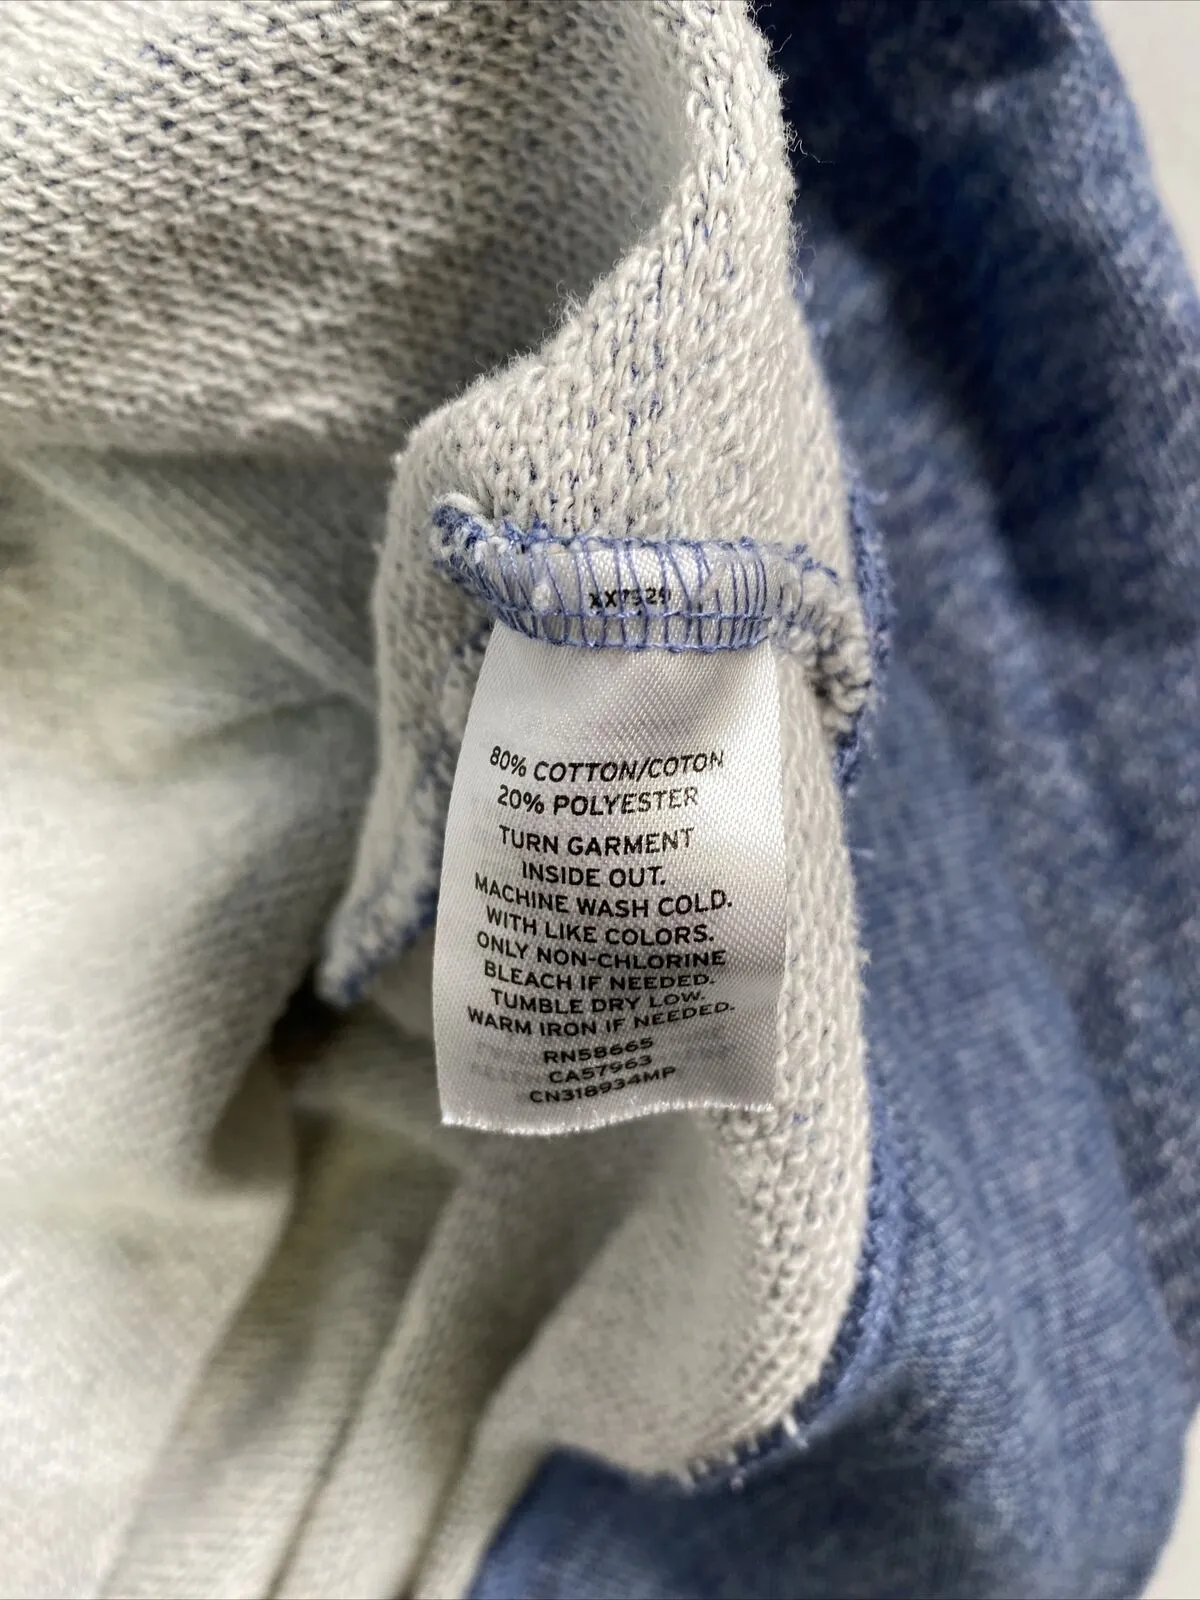 80% COTTON/COTON
20% POLYESTER
TURN GARMENT
INSIDE OUT.
MACHINE WASH COLD.
WITH LIKE COLORS.
ONLY NON-CHLORINE
BLEACH IF NEEDED.
TUMBLE DRY LOW.
WARM IRON IF NEEDED.
RN58665
CA57963
CN318934MP